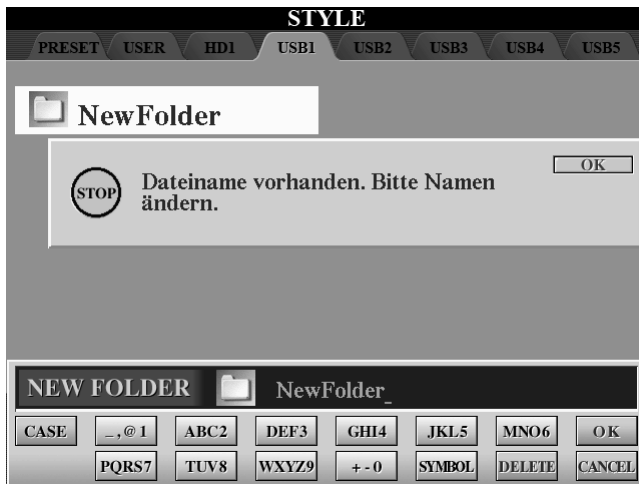 STYLE
PRESET USER HD1 USB1 USB2 USB3 USB4 USB5
NewFolder
OK
STOP
Dateiname vorhanden. Bitte Namen
ändern.
NEW FOLDER NewFolder_
CASE _,@1 ABC2 DEF3 GHI4 JKL5 MNO6 OK
PQRS7 TUV8 WXYZ9 +-0 SYMBOL DELETE CANCEL